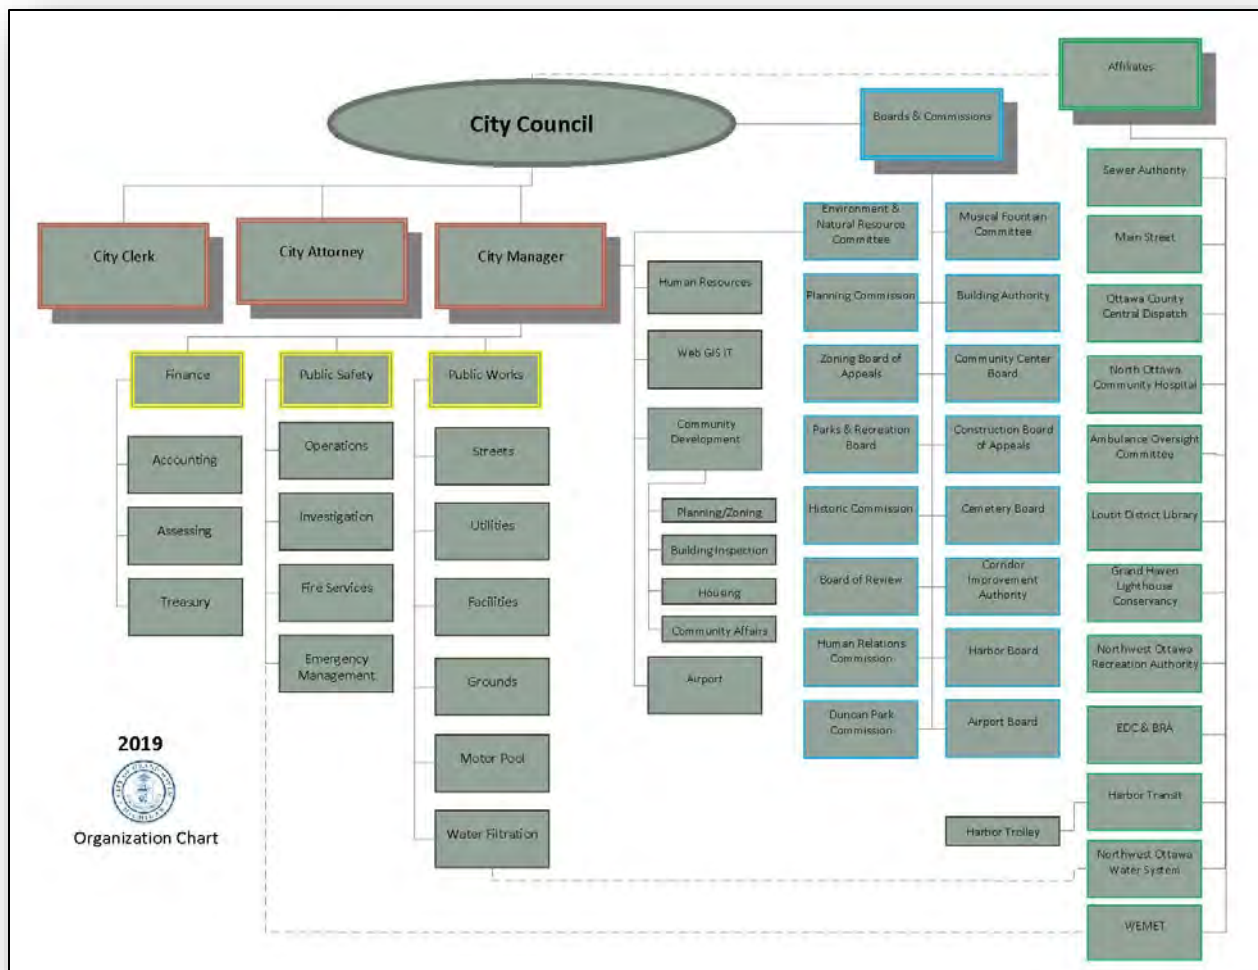 Affiliates
City Council
Boards & Commissions
City Clerk
City Attorney
City Manager
Finance
Accounting
Assessing
Treasury
Public Safety
Operations
Investigation
Fire Services
Emergency
Management
Public Works
Streets
Utilities
Facilities
Grounds
Motor Pool
Water Filtration
Human Resources
Web GIS IT
Community
Development
Planning/Zoning
Building Inspection
Housing
Community Affairs
Airport
Environment &
Natural Resource
Committee
Planning Commission
Zoning Board of
Appeals
Parks & Recreation
Board
Historic Commission
Board of Review
Human Relations
Commission
Duncan Park
Commission
Musical Fountain
Committee
Building Authority
Community Center
Board
Construction Board
of Appeals
Cemetery Board
Corridor
Improvement
Authority
Harbor Board
Airport Board
Sewer Authority
Main Street
Ottawa County
Central Dispatch
North Ottawa
Community Hospital
Ambulance Oversight
Committee
Loutit District Library
Grand Haven
Lighthouse
Conservancy
Northwest Ottawa
Recreation Authority
EDC & BRA
Harbor Transit
Harbor Trolley
Northwest Ottawa
Water System
WEMET
2019
CITY OF GRAND HAVEN
MICHIGAN
Organization Chart